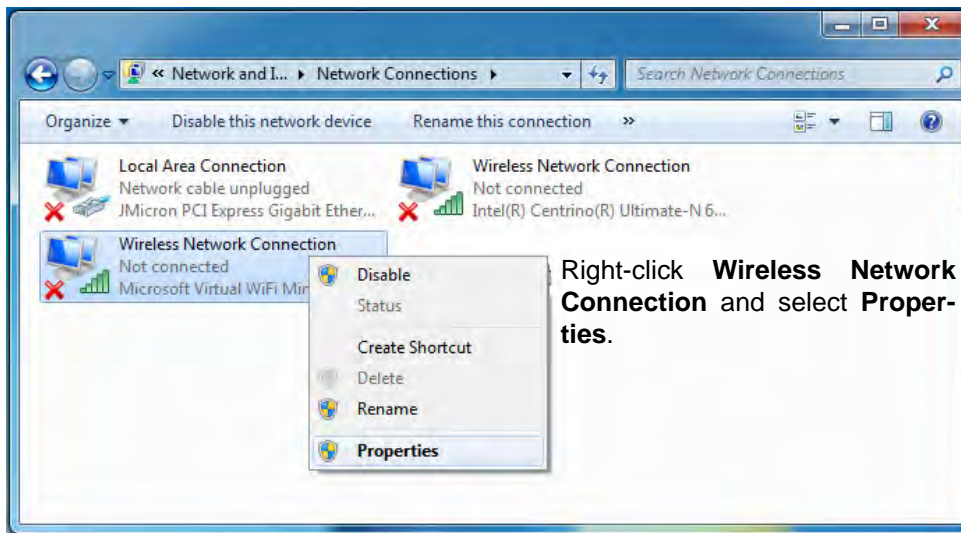 « Network and I... ▸ Network Connections ▸ Search Network Connections
Organize Disable this network device Rename this connection »
Local Area Connection
Network cable unplugged
JMicron PCI Express Gigabit Ether...
Wireless Network Connection
Not connected
Intel(R) Centrino(R) Ultimate-N 6...
Wireless Network Connection
Not connected
Microsoft Virtual WiFi Min
Disable
Status
Create Shortcut
Delete
Rename
Properties
Right-click Wireless Network
Connection and select Proper-
ties.